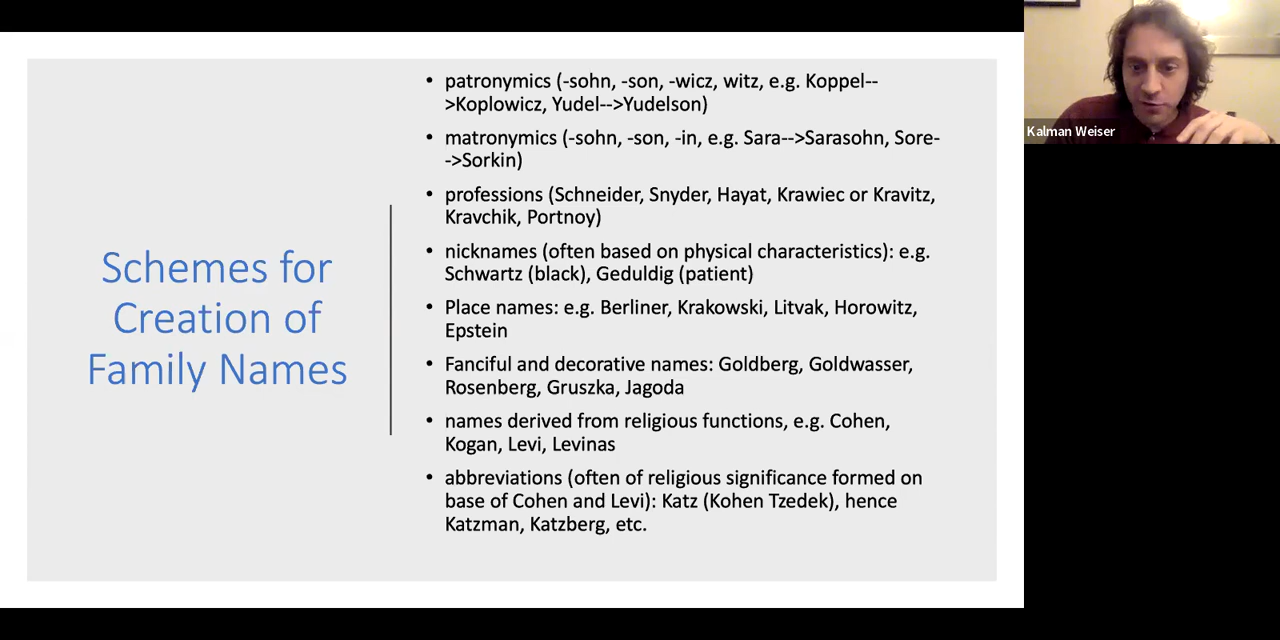 Schemes for
Creation of
Family Names
• patronymics (-sohn, -son, -wicz, witz, e.g. Koppel--
>Koplowicz, Yudel-->Yudelson)
• matronymics (-sohn, -son, -in, e.g. Sara-->Sarasohn, Sore-
->Sorkin)
• professions (Schneider, Snyder, Hayat, Krawiec or Kravitz,
Kravchik, Portnoy)
• nicknames (often based on physical characteristics): e.g.
Schwartz (black), Geduldig (patient)
• Place names: e.g. Berliner, Krakowski, Litvak, Horowitz,
Epstein
• Fanciful and decorative names: Goldberg, Goldwasser,
Rosenberg, Gruszka, Jagoda
• names derived from religious functions, e.g. Cohen,
Kogan, Levi, Levinas
• abbreviations (often of religious significance formed on
base of Cohen and Levi): Katz (Kohen Tzedek), hence
Katzman, Katzberg, etc.
Kalman Weiser